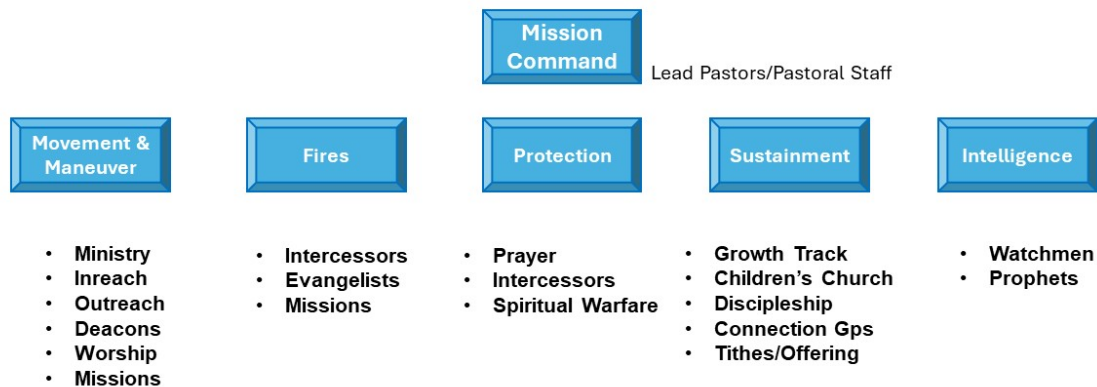 Mission
Command
Lead Pastors/Pastoral Staff
Movement &
Maneuver
Fires
Protection
Sustainment
Intelligence
• Ministry
• Inreach
• Outreach
• Deacons
• Worship
• Missions
• Intercessors
• Evangelists
• Missions
• Prayer
• Intercessors
• Spiritual Warfare
• Growth Track
• Children's Church
• Discipleship
• Connection Gps
• Tithes/Offering
• Watchmen
• Prophets